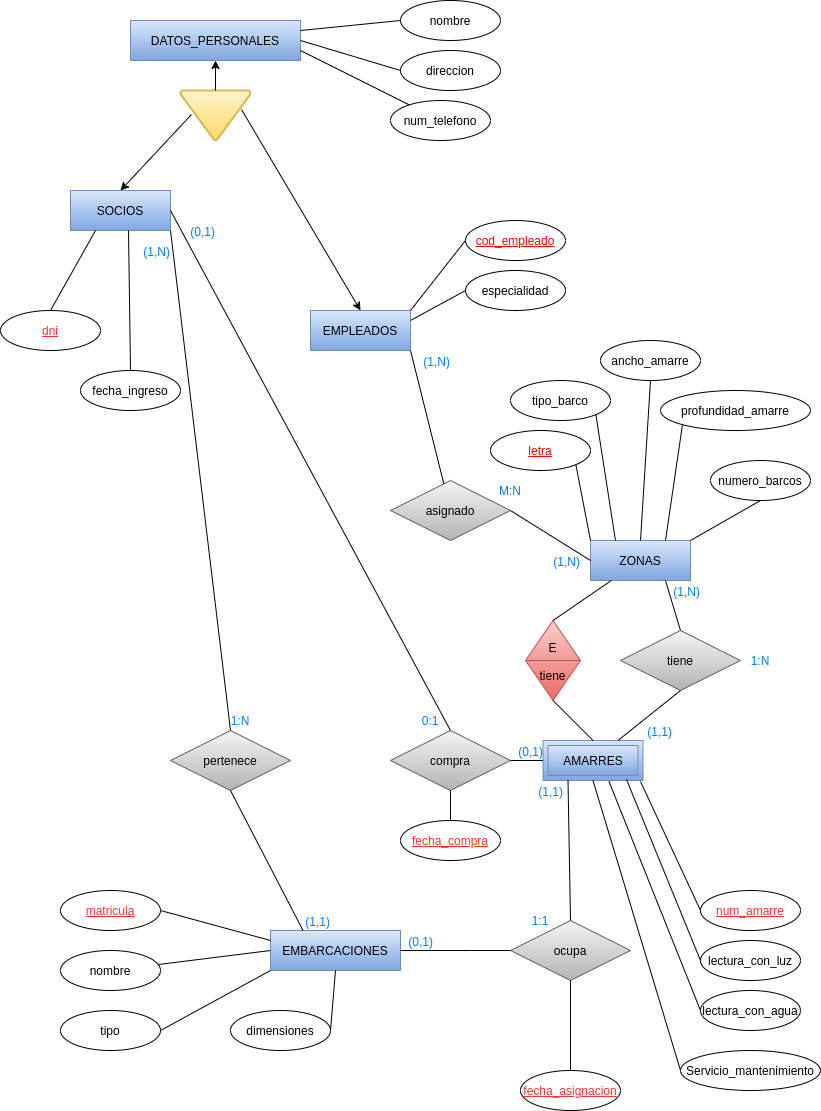 nombre
DATOS_PERSONALES
direccion
num_telefono
SOCIOS
(0,1)
(1,N)
cod_empleado
especialidad
dni
EMPLEADOS
fecha_ingreso
(1,N)
ancho_amarre
tipo_barco
profundidad_amarre
letra
numero_barcos
M:N
asignado
(1,N)
ZONAS
(1,N)
E
tiene
tiene
1:N
1:N
0:1
(1,1)
pertenece
compra
(0,1)
AMARRES
(1,1)
fecha_compra
matricula
(1,1)
1:1
num_amarre
EMBARCACIONES
(0,1)
ocupa
lectura_con_luz
nombre
lectura_con_agua
tipo
dimensiones
Servicio_mantenimiento
fecha_asignacion